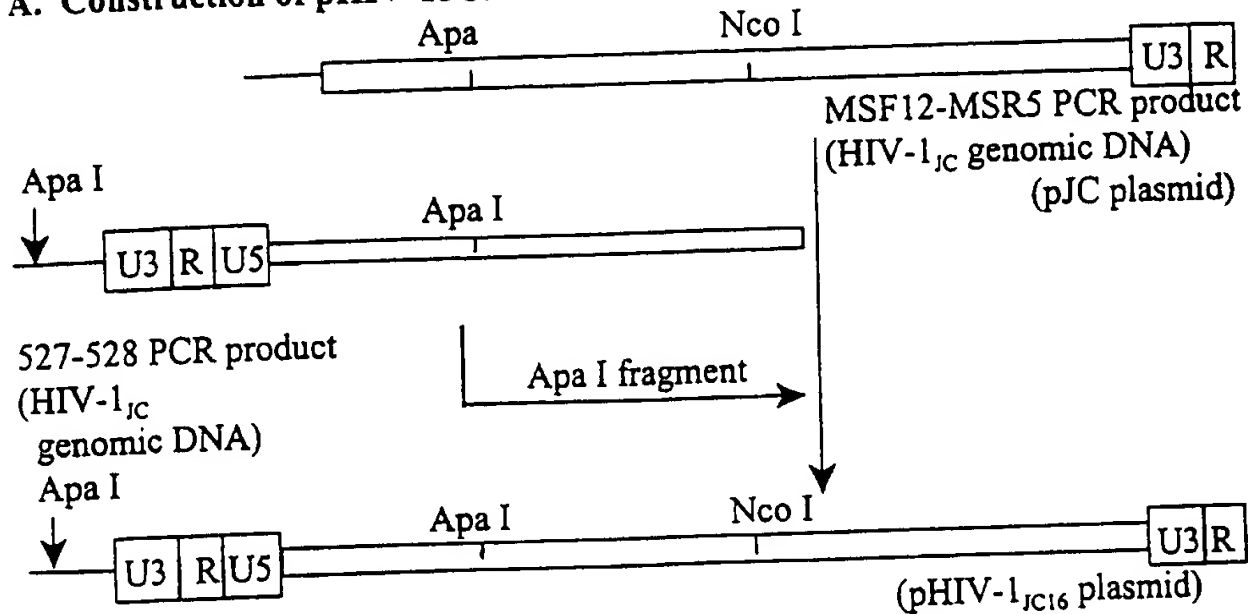 A. Construction of
Apa
Nco I
U3 R
MSF12-MSR5 PCR product
(HIV-1JC genomic DNA)
(pJC plasmid)
Apa I
Apa I
U3 R U5
527-528 PCR product
(HIV-1JC
genomic DNA)
Apa I fragment
Apa I
Apa I
Nco I
U3 R U5
U3 R
(pHIV-1JC16 plasmid)